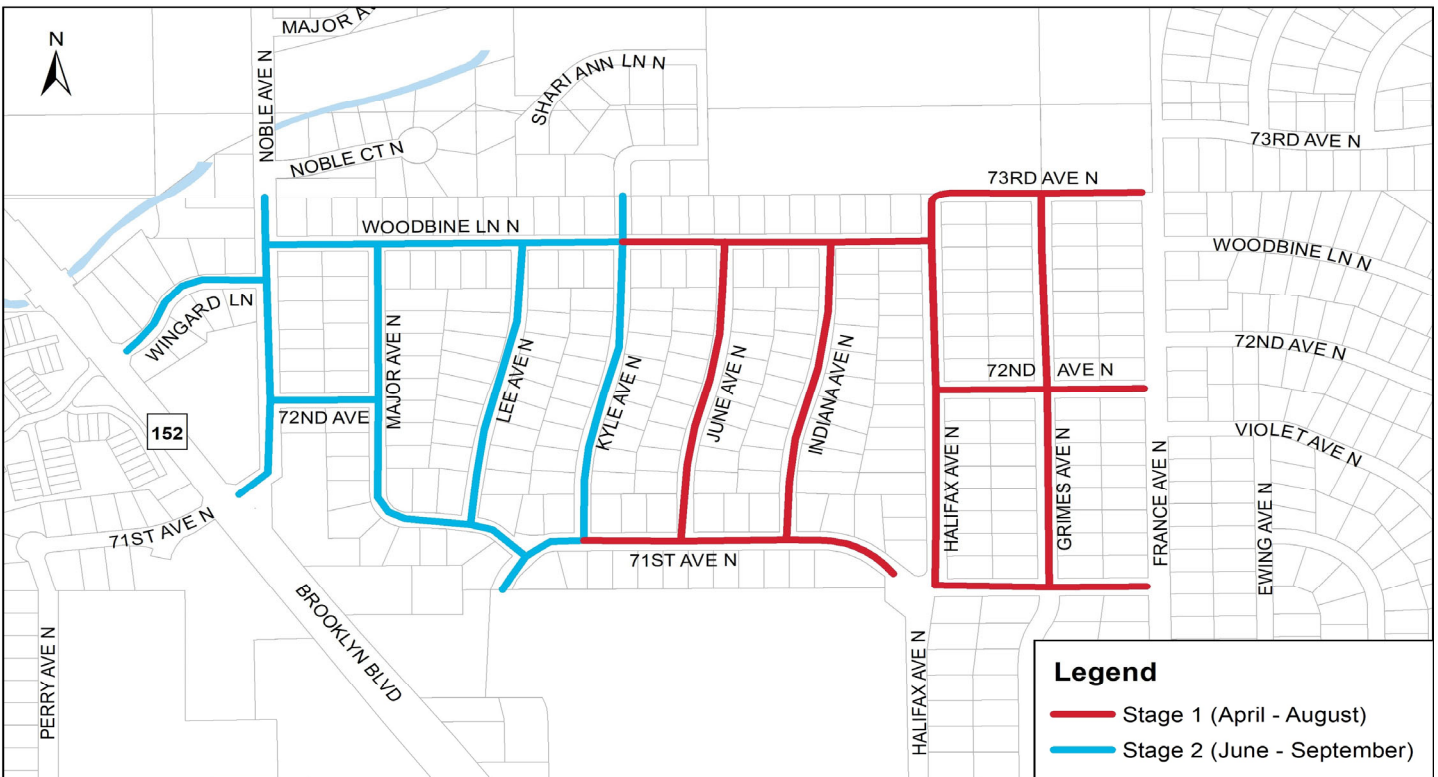 MAJOR AV
N
NOBLE AVE N
SHARI ANN LN N
NOBLE CT N
73RD AVE N
73RD AVE N
WOODBINE LN N
WOODBINE LN N
WINGARD LN
MAJOR AVE N
LEE AVE N
KYLE AVE N
JUNE AVE N
INDIANA AVE N
72ND AVE N
72ND AVE N
72ND AVE
152
HALIFAX AVE N
GRIMES AVE N
FRANCE AVE N
VIOLET AVE N
EWING AVE N
71ST AVE N
71ST AVE N
BROOKLYN BLVD
PERRY AVE N
HALIFAX AVE N
Legend
Stage 1 (April - August)
Stage 2 (June - September)